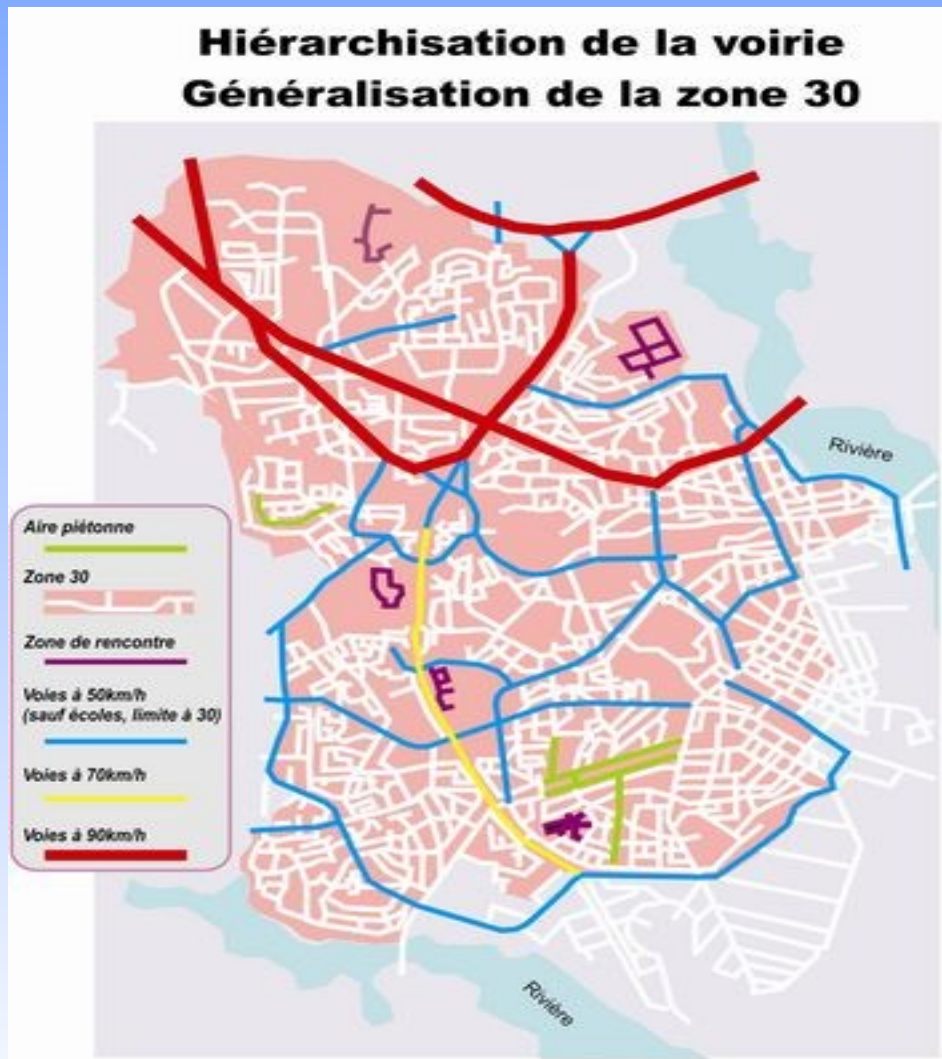 Hiérarchisation de la voirie
Généralisation de la zone 30
Rivière
Aire piétonne
Zone 30
Zone de rencontre
Voies à 50km/h
(sauf écoles, limite à 30)
Voies à 70km/h
Voies à 90km/h
Rivière